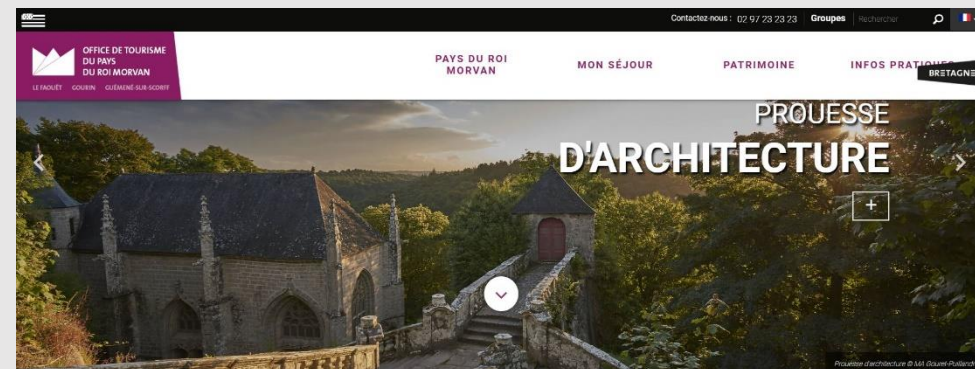 Contactez-nous : 02 97 23 23 23 Groupes Rechercher
OFFICE DE TOURISME
DU PAYS
DU ROI MORVAN
LE FAOUËT GOURIN GUÉMENÉ-SUR-SCORFF
PAYS DU ROI
MORVAN
MON SÉJOUR
PATRIMOINE
INFOS PRATIQUES
BRETAGNE
PROUESSE
D'ARCHITECTURE
+
Prouesse d'architecture © MA Gouret-Puillandre